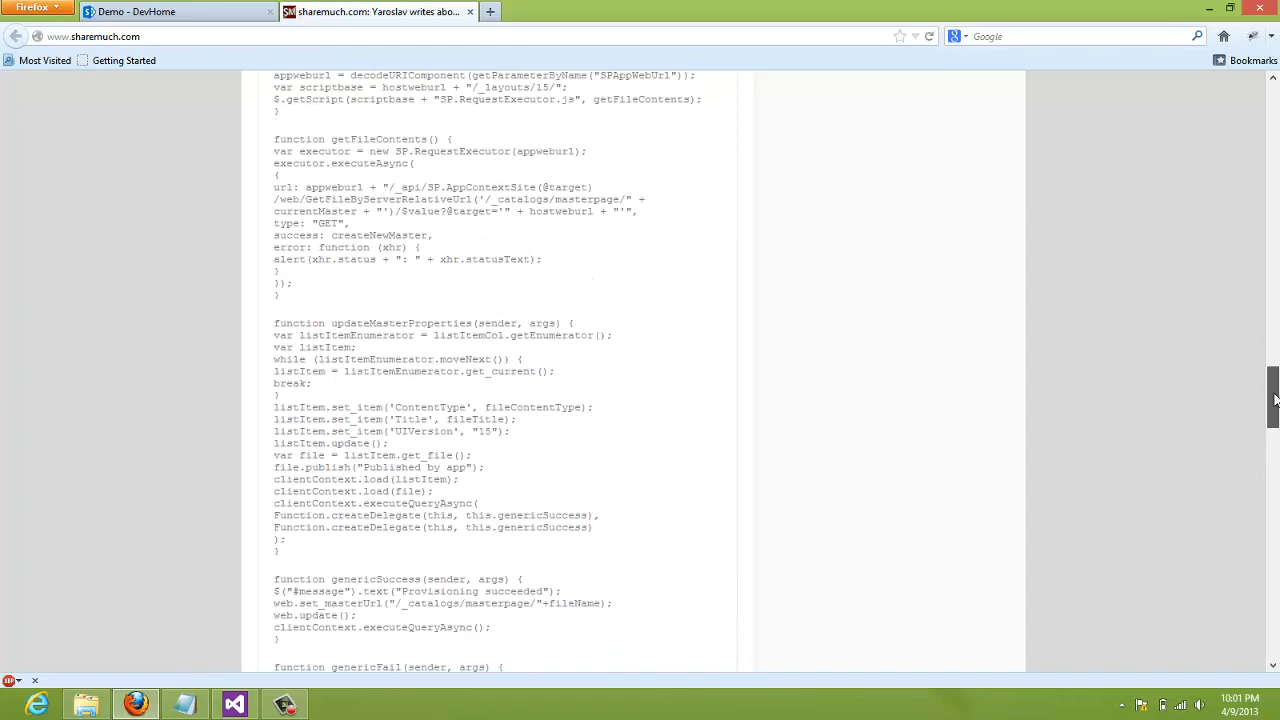 Firefox
Demo - DevHome
sharemuch.com: Yaroslav writes abo...
www.sharemuch.com
Google
Most Visited
Getting Started
Bookmarks
appweburl = decodeURIComponent(getParameterByName("SPAppWebUrl"));
var scriptbase = hostweburl + "/_layouts/15/";
$.getScript(scriptbase + "SP.RequestExecutor.js", getFileContents);
}
function getFileContents() {
var executor = new SP.RequestExecutor(appweburl);
executor.executeAsync(
{
url: appweburl + "/_api/SP.AppContextSite(@target)
/web/GetFileByServerRelativeUrl('/_catalogs/masterpage/" +
currentMaster + "')/$value?@target='" + hostweburl + "'",
type: "GET",
success: createNewMaster,
error: function (xhr) {
alert(xhr.status + ": " + xhr.statusText);
}
});
}
function updateMasterProperties(sender, args) {
var listItemEnumerator = listItemCol.getEnumerator();
var listItem;
while (listItemEnumerator.moveNext()) {
listItem = listItemEnumerator.get_current();
break;
}
listItem.set_item('ContentType', fileContentType);
listItem.set_item('Title', fileTitle);
listItem.set_item('UIVersion', "15");
listItem.update();
var file = listItem.get_file();
file.publish("Published by app");
clientContext.load(listItem);
clientContext.load(file);
clientContext.executeQueryAsync(
Function.createDelegate(this, this.genericSuccess),
Function.createDelegate(this, this.genericSuccess)
);
}
function genericSuccess(sender, args) {
$("#message").text("Provisioning succeeded");
web.set_masterUrl("/_catalogs/masterpage/"+fileName);
web.update();
clientContext.executeQueryAsync();
}
function genericFail(sender, args) {
ABP
10:01 PM
4/9/2013